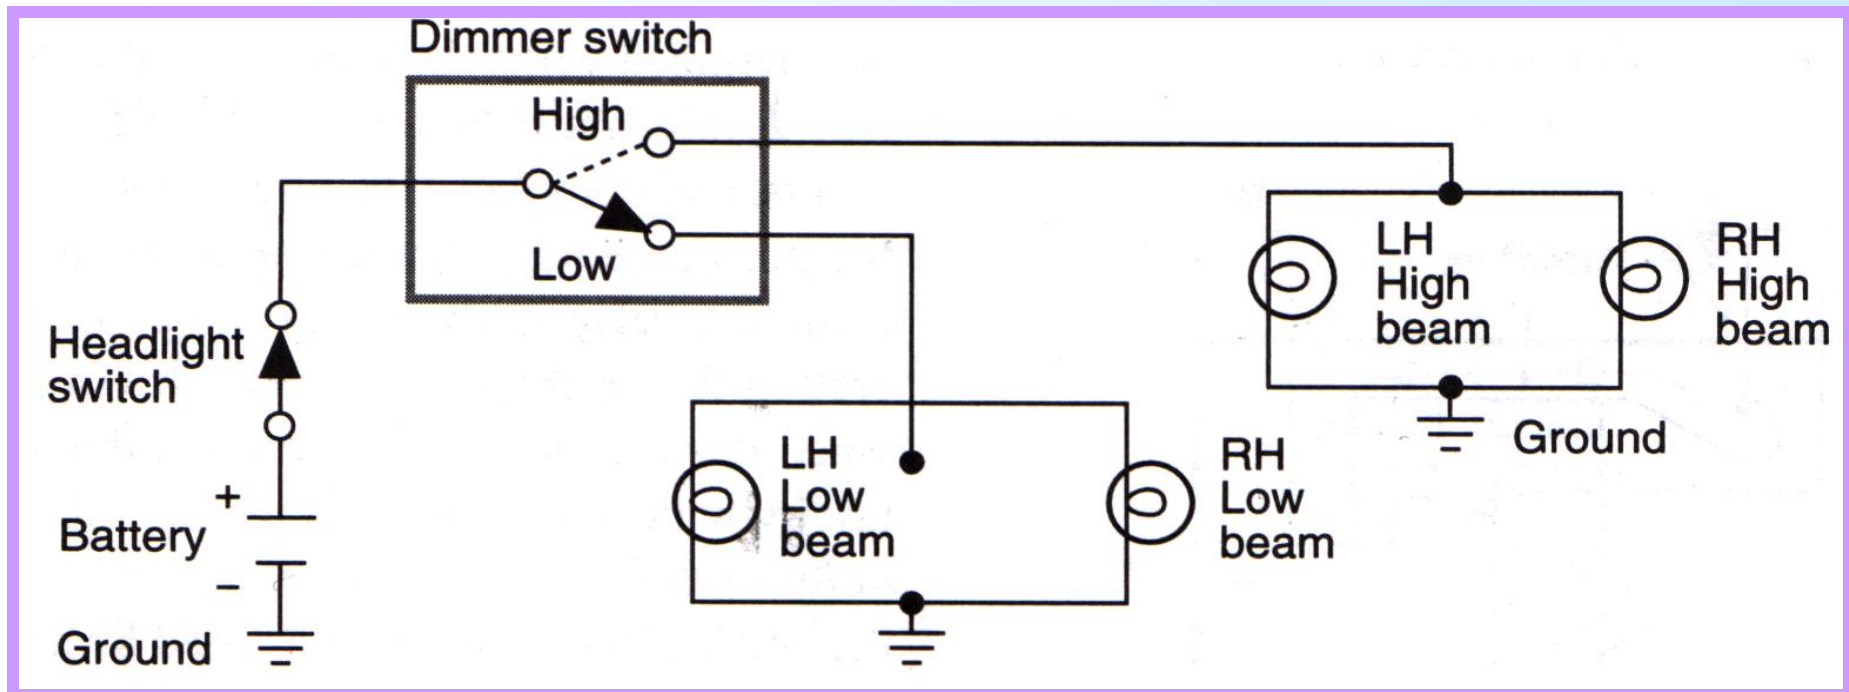 Dimmer switch
High
Low
Headlight
switch
+
Battery
–
Ground
LH
High
beam
RH
High
beam
Ground
LH
Low
beam
RH
Low
beam